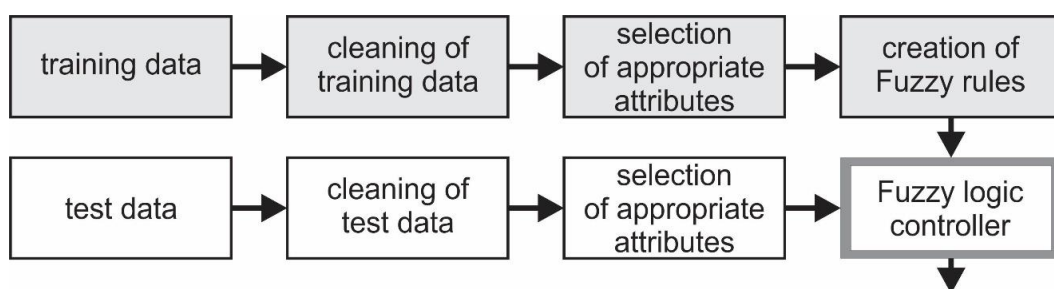 training data
cleaning of
training data
selection
of appropriate
attributes
creation of
Fuzzy rules
test data
cleaning of
test data
selection
of appropriate
attributes
Fuzzy logic
controller